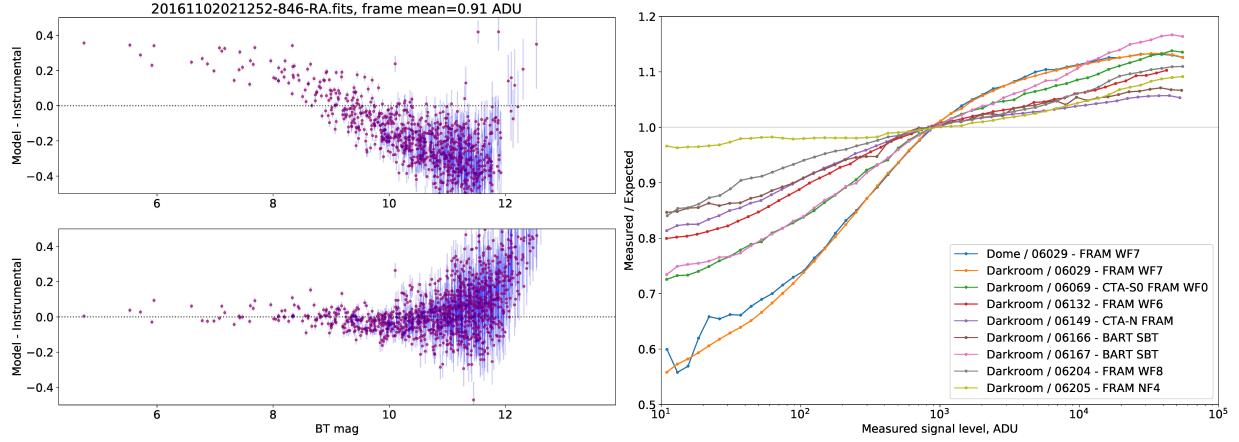 20161102021252-846-RA.fits, frame mean=0.91 ADU
Model - Instrumental
0.4
0.2
0.0
−0.2
−0.4
6 8 10 12
Model - Instrumental
0.4
0.2
0.0
−0.2
−0.4
6 8 10 12
BT mag
Measured / Expected
1.2
1.1
1.0
0.9
0.8
0.7
0.6
0.5
Dome / 06029 - FRAM WF7
Darkroom / 06029 - FRAM WF7
Darkroom / 06069 - CTA-S0 FRAM WF0
Darkroom / 06132 - FRAM WF6
Darkroom / 06149 - CTA-N FRAM
Darkroom / 06166 - BART SBT
Darkroom / 06167 - BART SBT
Darkroom / 06204 - FRAM WF8
Darkroom / 06205 - FRAM NF4
10¹ 10² 10³ 10⁴ 10⁵
Measured signal level, ADU